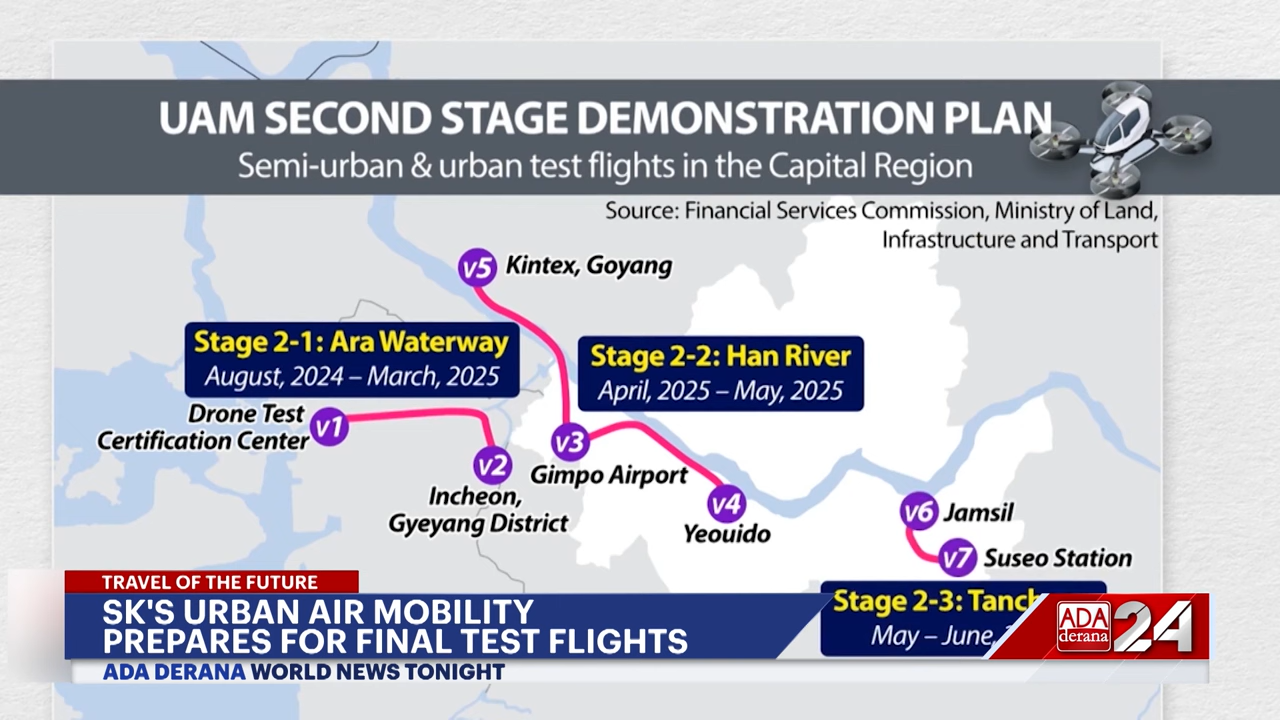 UAM SECOND STAGE DEMONSTRATION PLAN
Semi-urban & urban test flights in the Capital Region
Source: Financial Services Commission, Ministry of Land,
Infrastructure and Transport
v5 Kintex, Goyang
Stage 2-1: Ara Waterway
August, 2024 – March, 2025
Stage 2-2: Han River
April, 2025 – May, 2025
Drone Test
Certification Center
v1
v2
Incheon,
Gyeyang District
v3
Gimpo Airport
v4
Yeouido
v6 Jamsil
v7 Suseo Station
Stage 2-3:
May – June,
TRAVEL OF THE FUTURE
SK'S URBAN AIR MOBILITY
PREPARES FOR FINAL TEST FLIGHTS
ADA DERANA WORLD NEWS TONIGHT
ADA
derana
24